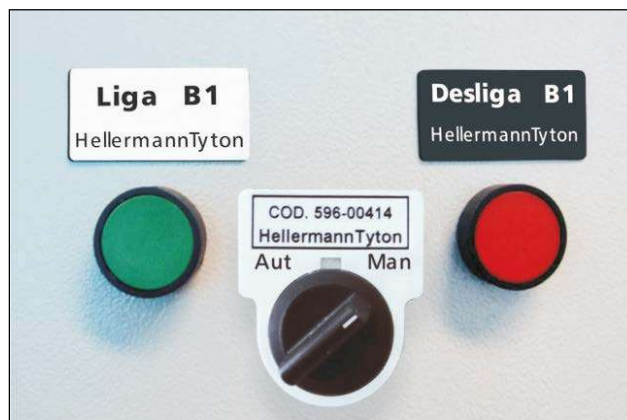 Liga B1
HellermannTyton
Desliga B1
HellermannTyton
COD. 596-00414
HellermannTyton
Aut Man